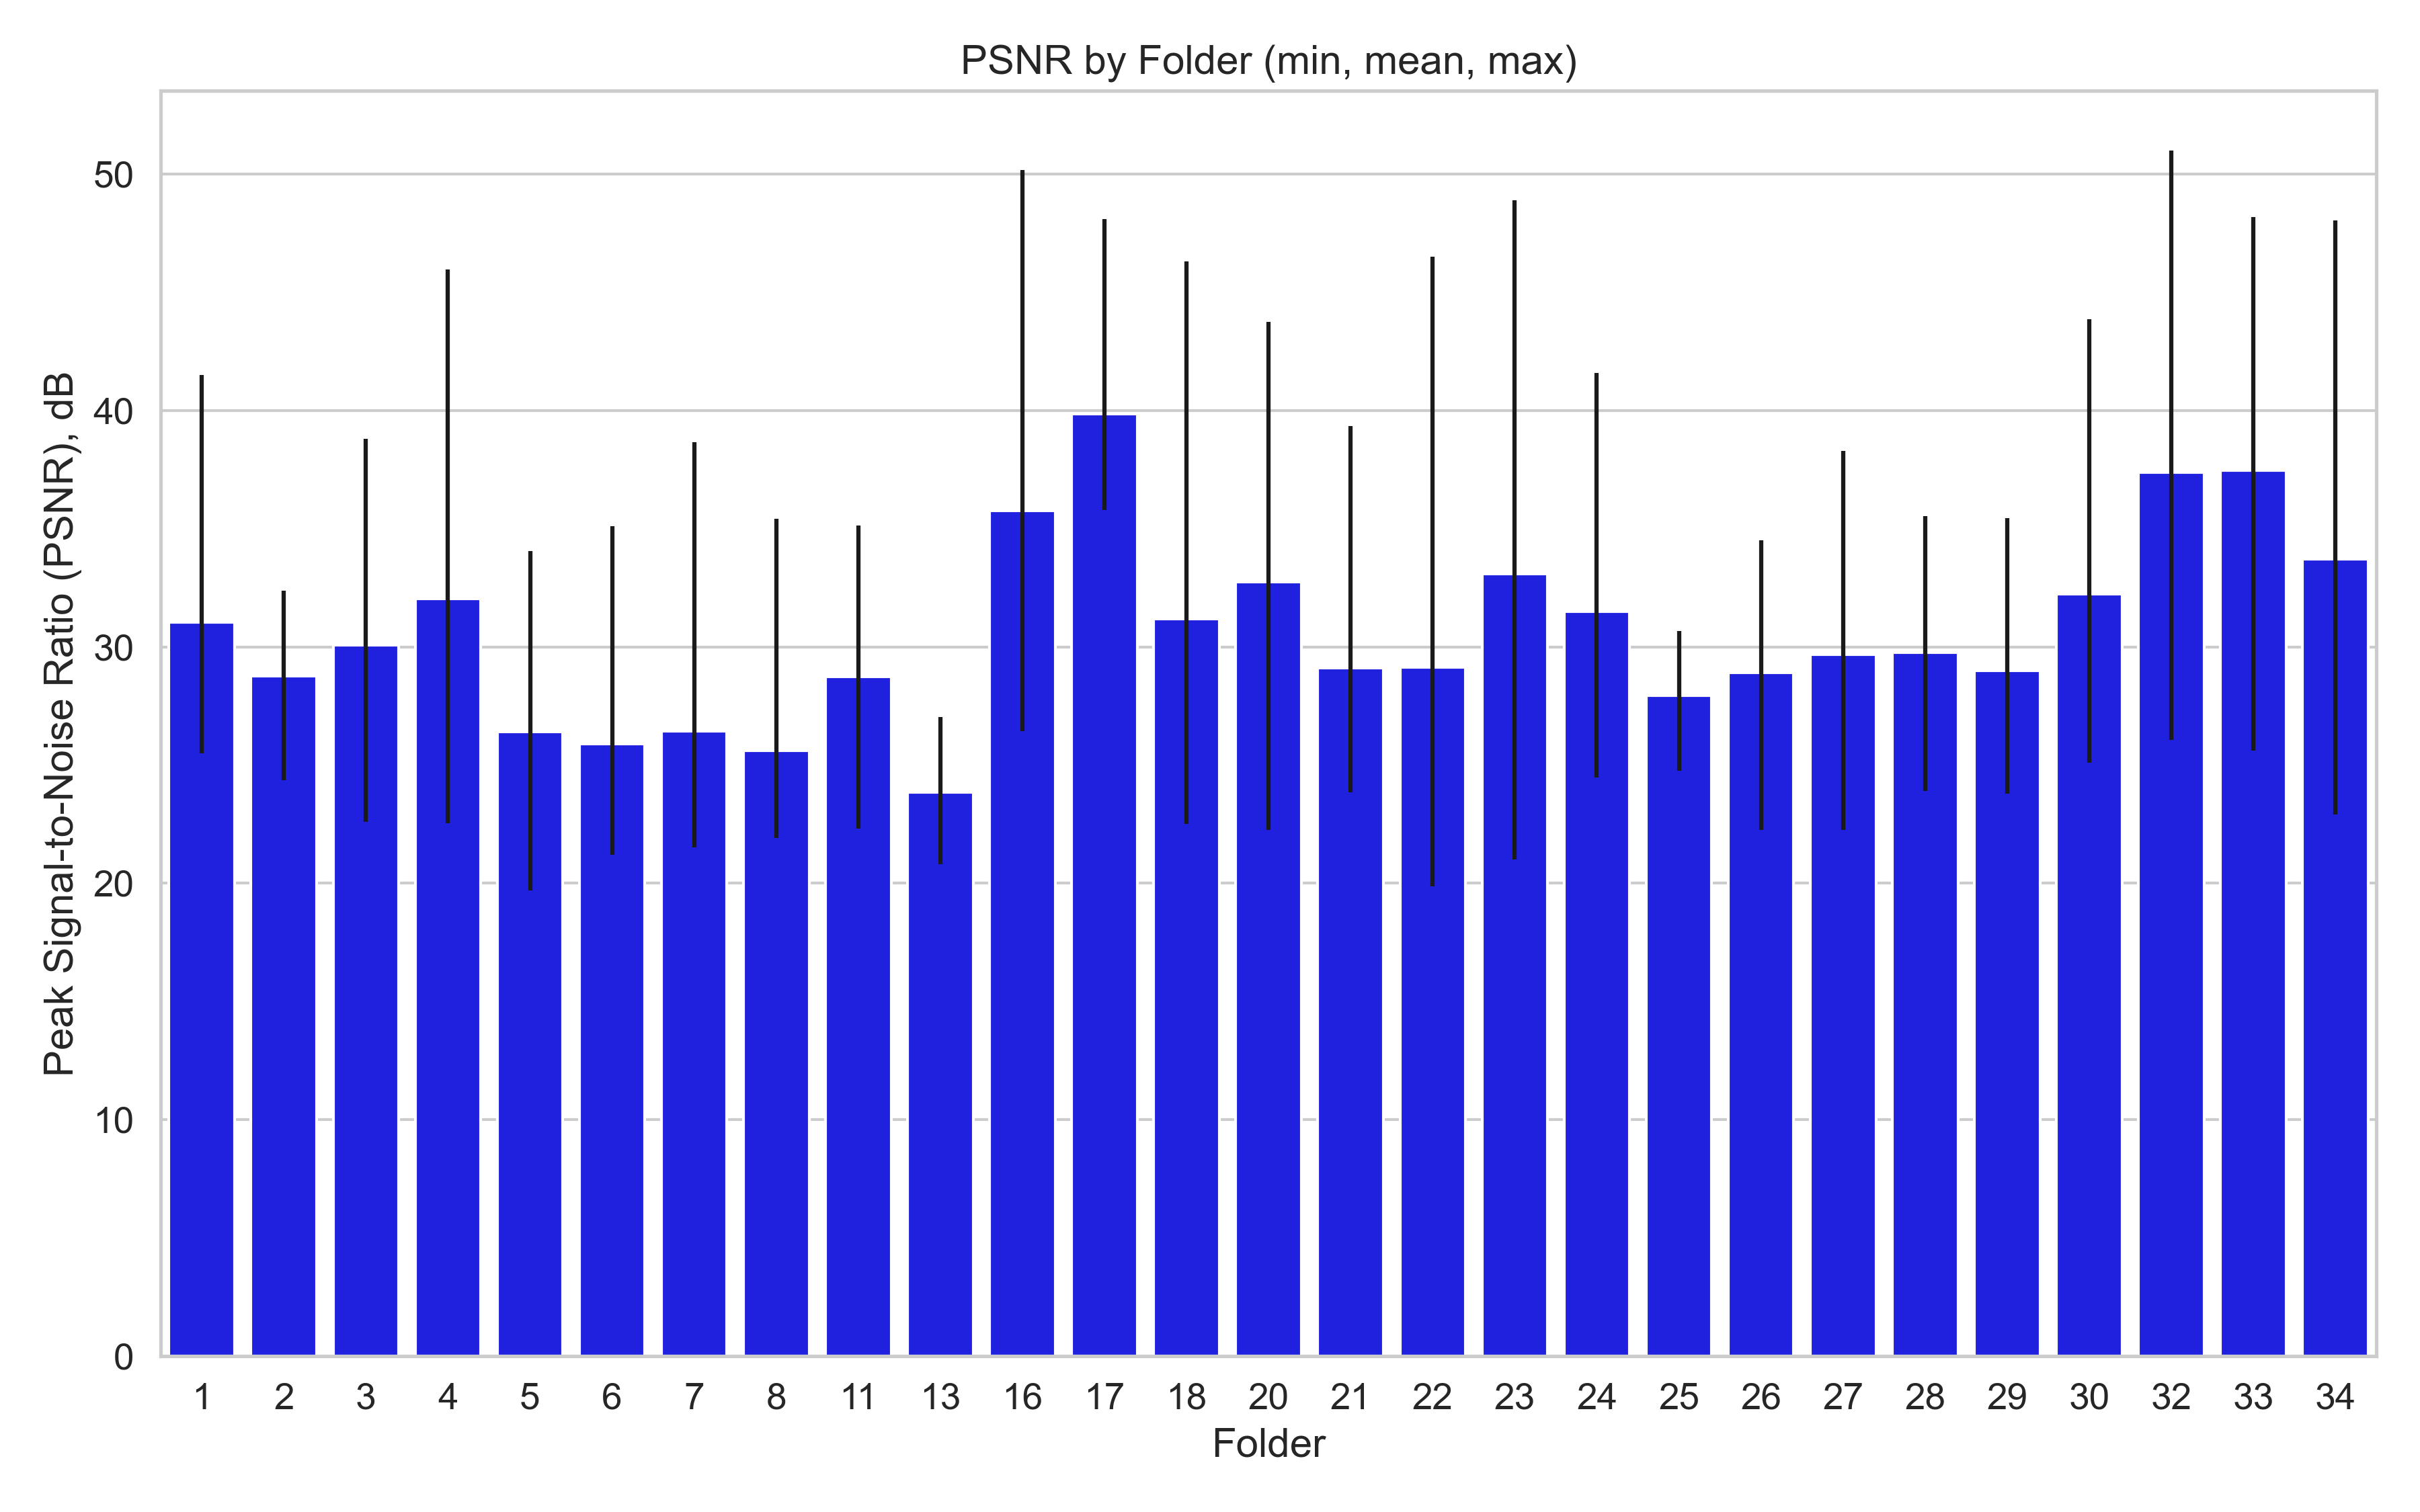 PSNR by Folder (min, mean, max)
Peak Signal-to-Noise Ratio (PSNR), dB
50
40
30
20
10
0
1 2 3 4 5 6 7 8 11 13 16 17 18 20 21 22 23 24 25 26 27 28 29 30 32 33 34
Folder